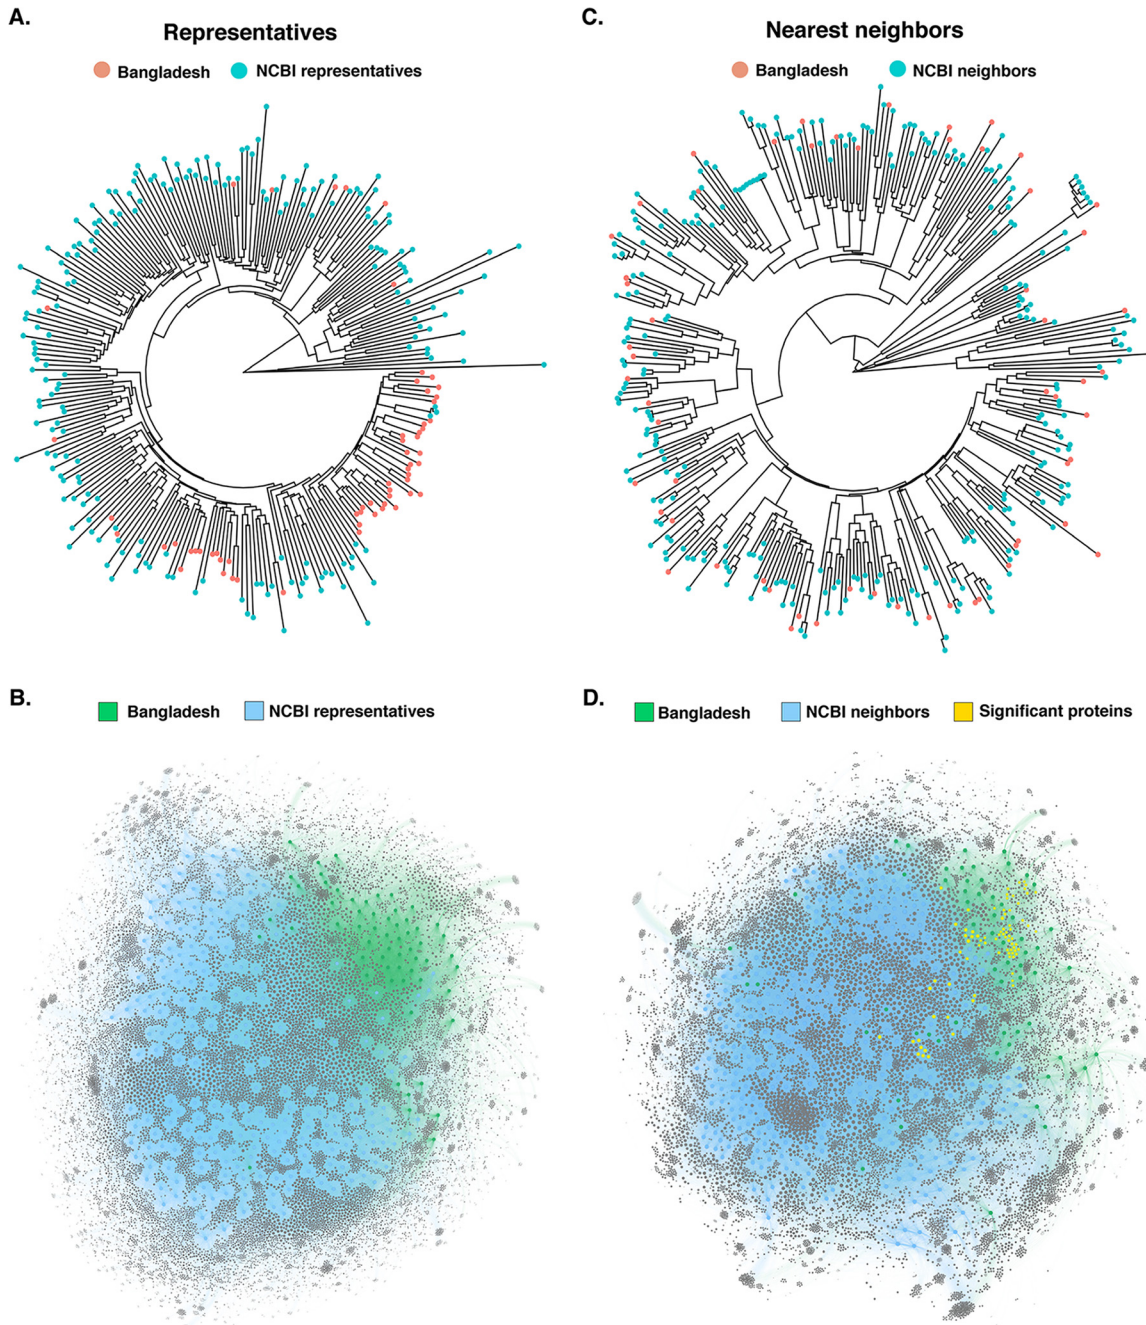 A.
Representatives
Bangladesh NCBI representatives
C.
Nearest neighbors
Bangladesh NCBI neighbors
B.
Bangladesh NCBI representatives
D.
Bangladesh NCBI neighbors Significant proteins